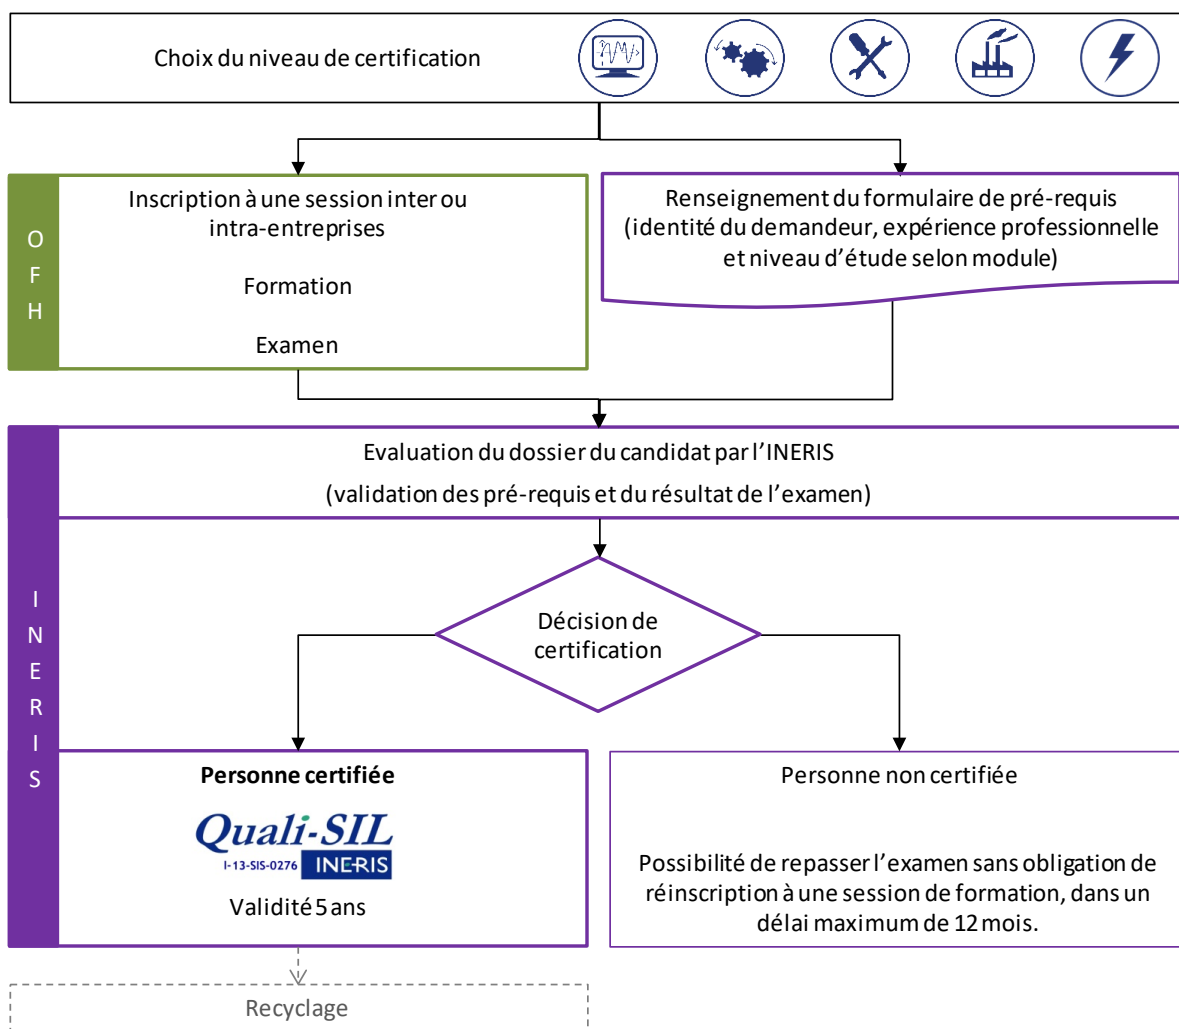 Choix du niveau de certification
OFH
Inscription à une session inter ou
intra-entreprises
Formation
Examen
Renseignement du formulaire de pré-requis
(identité du demandeur, expérience professionnelle
et niveau d'étude selon module)
INERIS
Evaluation du dossier du candidat par l'INERIS
(validation des pré-requis et du résultat de l'examen)
Décision de
certification
Personne certifiée
Quali-SIL
I-13-SIS-0276 INERIS
Validité 5 ans
Personne non certifiée
Possibilité de repasser l'examen sans obligation de
réinscription à une session de formation, dans un
délai maximum de 12 mois.
Recyclage